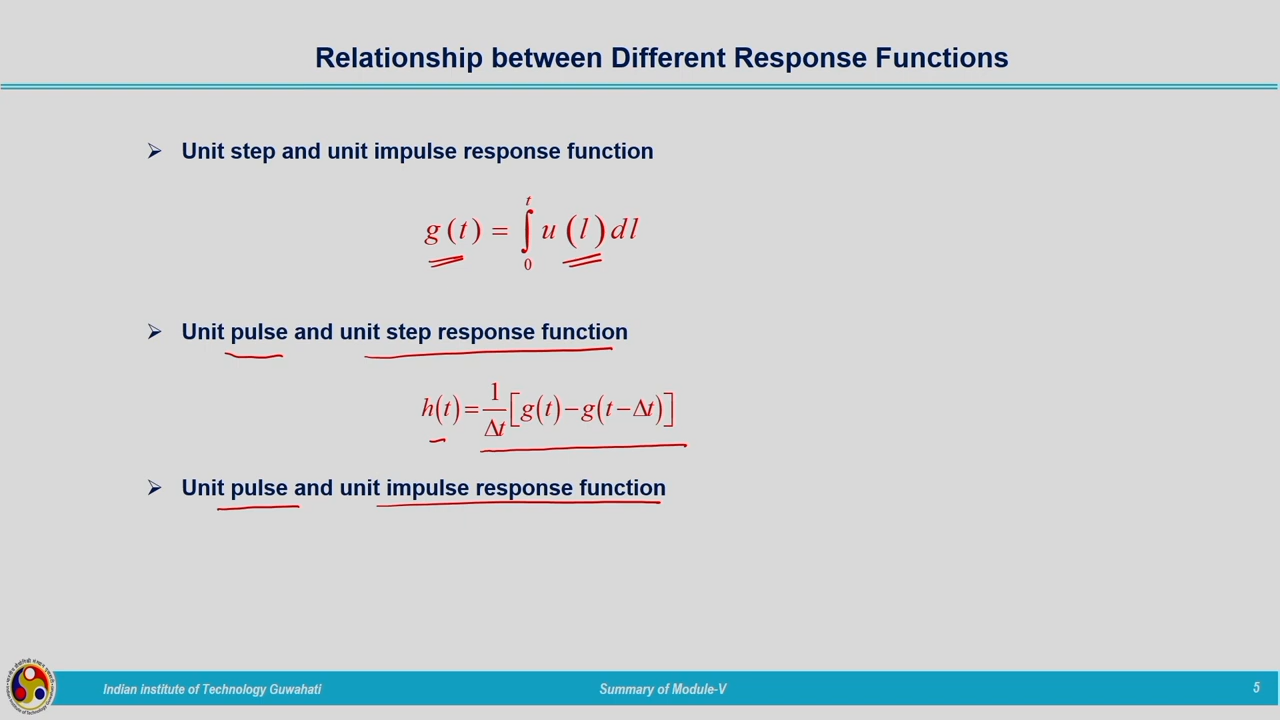 Relationship between Different Response Functions
➢ Unit step and unit impulse response function
g(t) = ∫₀ᵗ u(l) dl
➢ Unit pulse and unit step response function
h(t) = 1/Δt [g(t) − g(t − Δt)]
➢ Unit pulse and unit impulse response function
Indian institute of Technology Guwahati Summary of Module-V 5